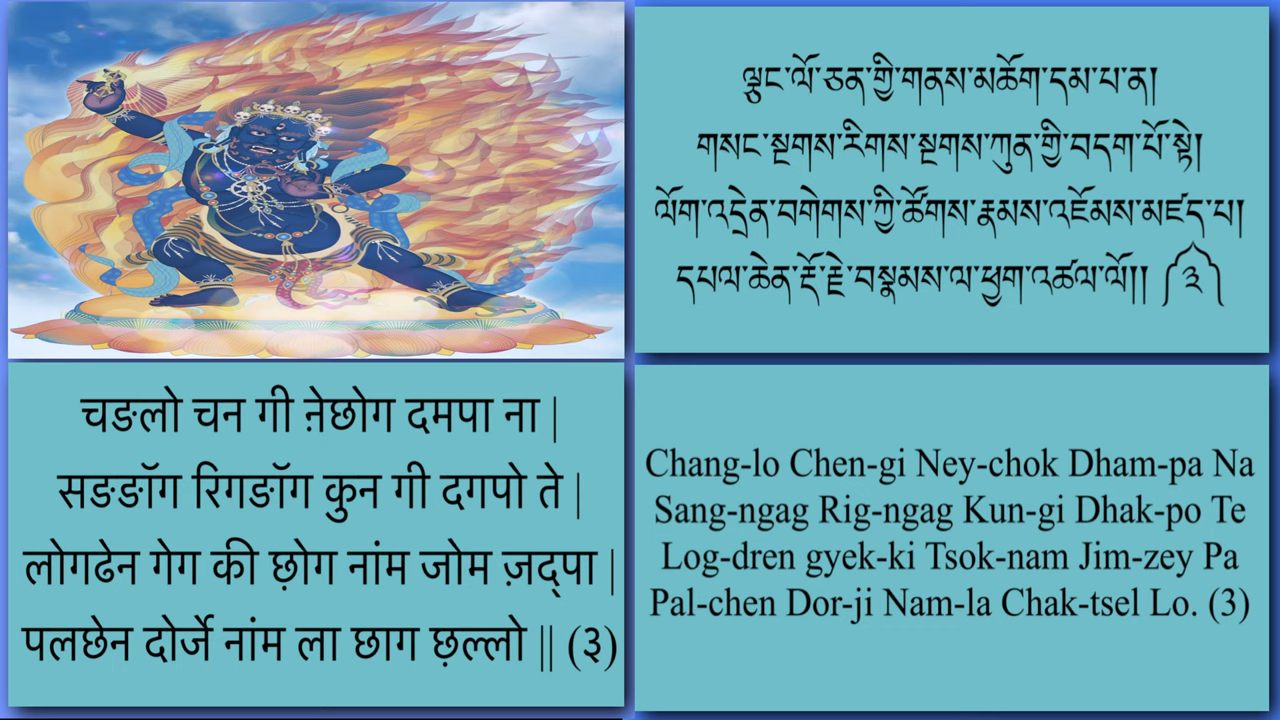 ལྕང་ལོ་ཅན་གྱི་གནས་མཆོག་དམ་པ་ན།
གསང་སྔགས་རིགས་སྔགས་ཀུན་གྱི་བདག་པོ་སྟེ།
ལོག་འདྲེན་བགེགས་ཀྱི་ཚོགས་རྣམས་འཇོམས་མཛད་པ།
དཔལ་ཆེན་རྡོ་རྗེ་བསྣམས་ལ་ཕྱག་འཚལ་ལོ།། ༼༣༽
चङलो चन गी ऩेछोग दमपा ना |
सङङॉग रिगङॉग कुन गी दगपो ते |
लोगढेन गेग की छ़ोग नांम जोम ज़द्पा |
पलछेन दोर्जे नांम ला छाग छ़ल्लो || (३)
Chang-lo Chen-gi Ney-chok Dham-pa Na
Sang-ngag Rig-ngag Kun-gi Dhak-po Te
Log-dren gyek-ki Tsok-nam Jim-zey Pa
Pal-chen Dor-ji Nam-la Chak-tsel Lo. (3)